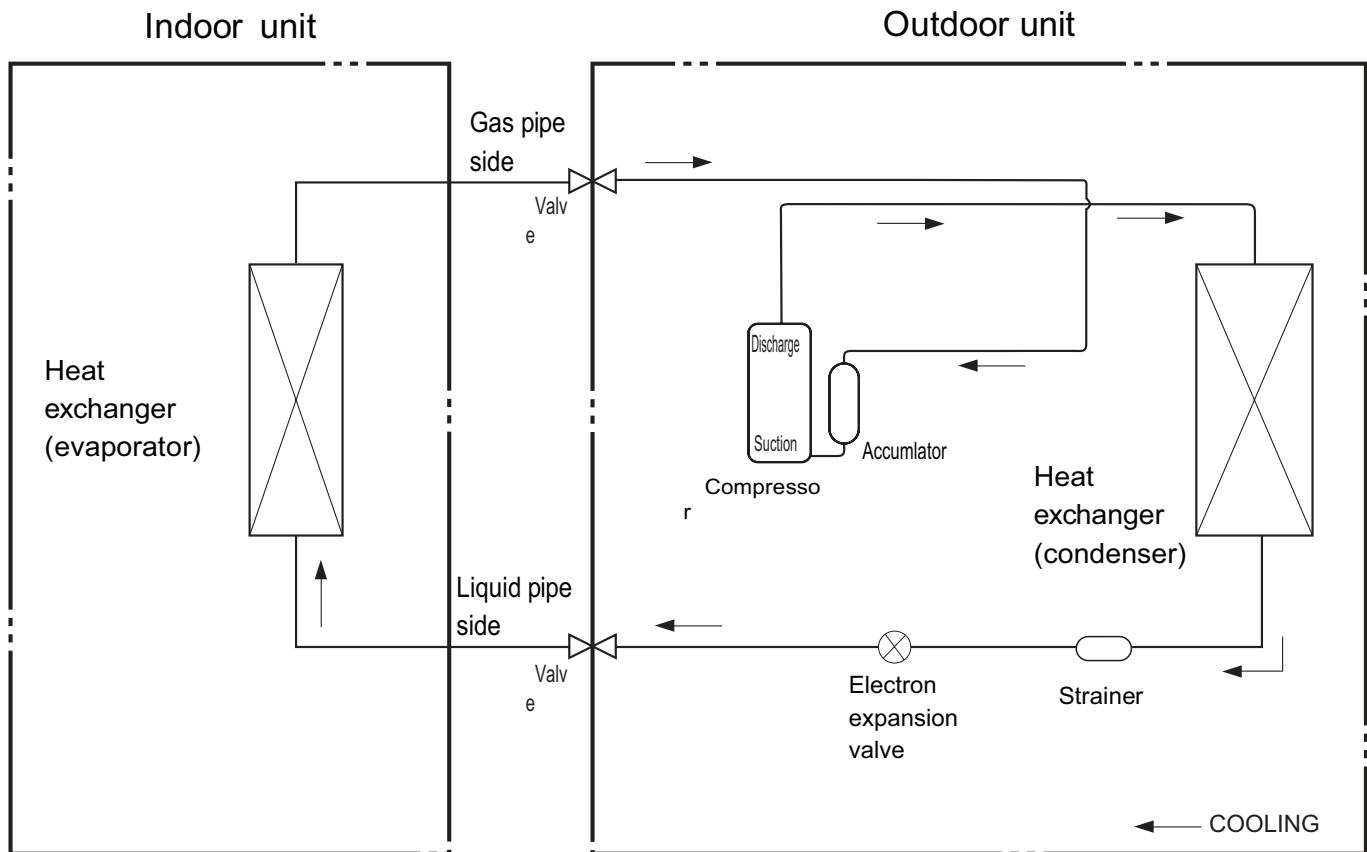 Indoor unit
Outdoor unit
Gas pipe
side
Valv
e
Discharge
Suction
Accumlator
Compresso
r
Heat
exchanger
(evaporator)
Heat
exchanger
(condenser)
Liquid pipe
side
Valv
e
Electron
expansion
valve
Strainer
COOLING